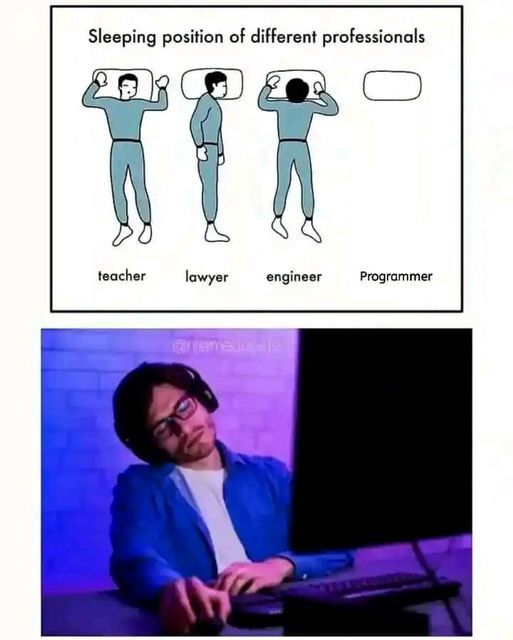 Sleeping position of different professionals
teacher lawyer engineer Programmer